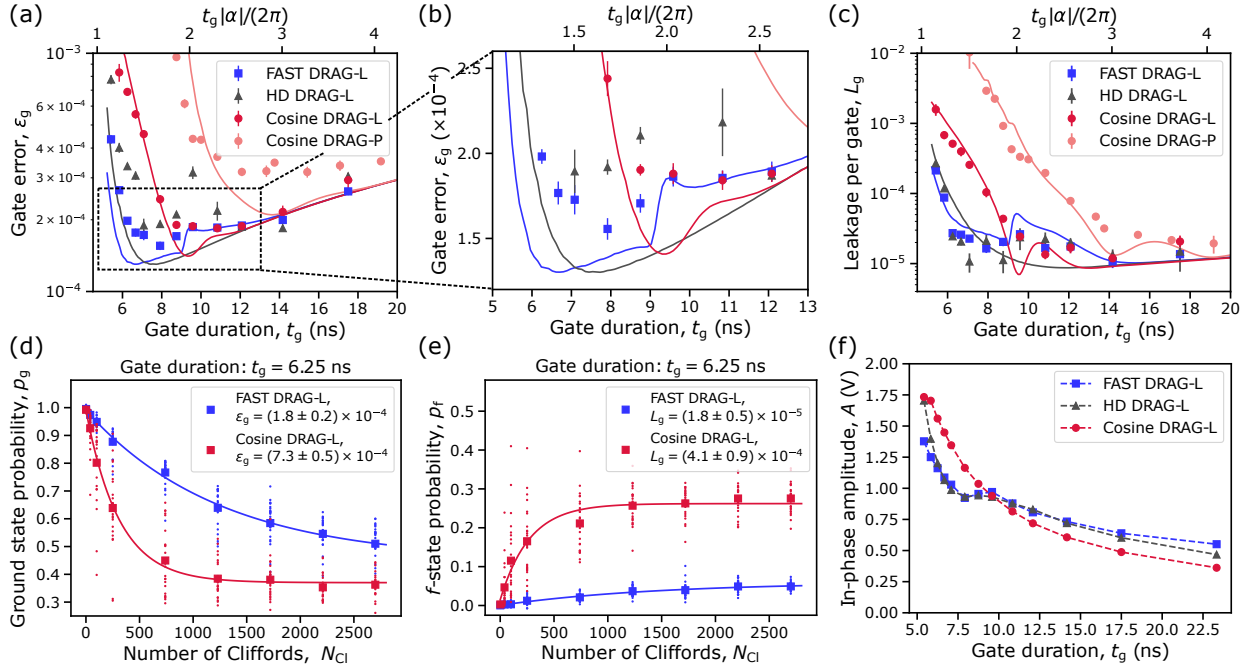 (a)
t_g|α|/(2π)
1 2 3 4
Gate error, ε_g
10⁻³
8 × 10⁻⁴
6 × 10⁻⁴
4 × 10⁻⁴
3 × 10⁻⁴
2 × 10⁻⁴
10⁻⁴
FAST DRAG-L
HD DRAG-L
Cosine DRAG-L
Cosine DRAG-P
6 8 10 12 14 16 18 20
Gate duration, t_g (ns)
(b)
t_g|α|/(2π)
1.5 2.0 2.5
Gate error, ε_g (×10⁻⁴)
2.6
2.2
1.8
1.4
1.0
5 6 7 8 9 10 11 12 13
Gate duration, t_g (ns)
(c)
t_g|α|/(2π)
1 2 3 4
Leakage per gate, L_g
10⁻²
10⁻³
10⁻⁴
10⁻⁵
FAST DRAG-L
HD DRAG-L
Cosine DRAG-L
Cosine DRAG-P
6 8 10 12 14 16 18 20
Gate duration, t_g (ns)
(d)
Gate duration: t_g = 6.25 ns
Ground state probability, p_g
1.0
0.9
0.8
0.7
0.6
0.5
0.4
0.3
FAST DRAG-L,
ε_g = (1.8 ± 0.2) × 10⁻⁴
Cosine DRAG-L,
ε_g = (7.3 ± 0.5) × 10⁻⁴
0 500 1000 1500 2000 2500
Number of Cliffords, N_Cl
(e)
Gate duration: t_g = 6.25 ns
f-state probability, p_f
0.5
0.4
0.3
0.2
0.1
0.0
FAST DRAG-L,
L_g = (1.8 ± 0.5) × 10⁻⁵
Cosine DRAG-L,
L_g = (4.1 ± 0.9) × 10⁻⁴
0 500 1000 1500 2000 2500
Number of Cliffords, N_Cl
(f)
In-phase amplitude, A (V)
2.00
1.75
1.50
1.25
1.00
0.75
0.50
0.25
0.00
FAST DRAG-L
HD DRAG-L
Cosine DRAG-L
5.0 7.5 10.0 12.5 15.0 17.5 20.0 22.5
Gate duration, t_g (ns)